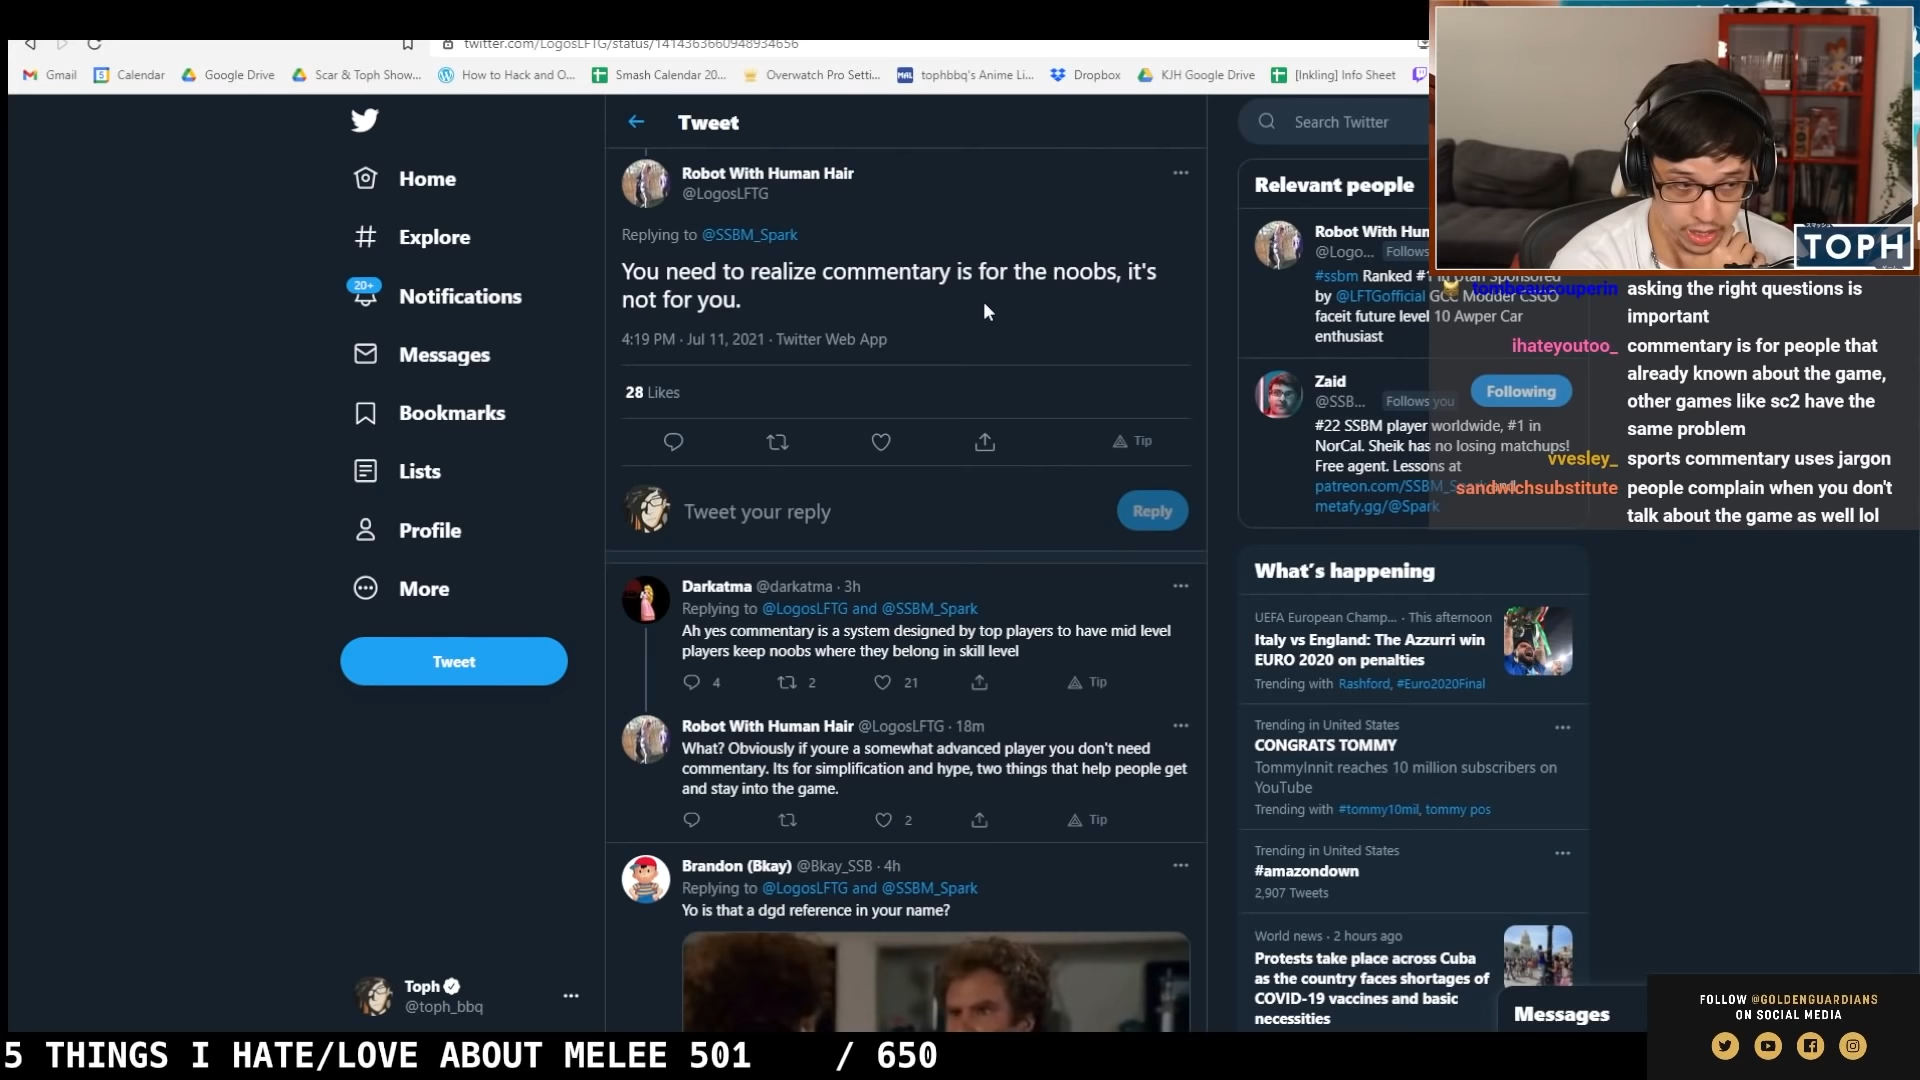 twitter.com/LogosLFTG/status/1414363660948934656
Gmail
Calendar
Google Drive
Scar & Toph Show...
How to Hack and O...
Smash Calendar 20...
Overwatch Pro Setti...
MAL
tophbbq's Anime Li...
Dropbox
KJH Google Drive
[Inkling] Info Sheet
Home
Explore
20+
Notifications
Messages
Bookmarks
Lists
Profile
More
Tweet
Toph
@toph_bbq
Tweet
Robot With Human Hair
@LogosLFTG
Replying to @SSBM_Spark
You need to realize commentary is for the noobs, it's
not for you.
4:19 PM · Jul 11, 2021 · Twitter Web App
28 Likes
Tip
Tweet your reply
Reply
Darkatma @darkatma · 3h
Replying to @LogosLFTG and @SSBM_Spark
Ah yes commentary is a system designed by top players to have mid level
players keep noobs where they belong in skill level
4
2
21
Tip
Robot With Human Hair @LogosLFTG · 18m
What? Obviously if youre a somewhat advanced player you don't need
commentary. Its for simplification and hype, two things that help people get
and stay into the game.
2
Tip
Brandon (Bkay) @Bkay_SSB · 4h
Replying to @LogosLFTG and @SSBM_Spark
Yo is that a dgd reference in your name?
Search Twitter
Relevant people
Robot With Hum
@Logo... Follows
#ssbm Ranked #1 in Utah Sponsored
by @LFTGofficial GCC Modder CSGO
faceit future level 10 Awper Car
enthusiast
Zaid
@SSB... Follows you
Following
#22 SSBM player worldwide, #1 in
NorCal. Sheik has no losing matchups!
Free agent. Lessons at
patreon.com/SSBM_Spark
metafy.gg/@Spark
What's happening
UEFA European Champ... · This afternoon
Italy vs England: The Azzurri win
EURO 2020 on penalties
Trending with Rashford, #Euro2020Final
Trending in United States
CONGRATS TOMMY
TommyInnit reaches 10 million subscribers on
YouTube
Trending with #tommy10mil, tommy pos
Trending in United States
#amazondown
2,907 Tweets
World news · 2 hours ago
Protests take place across Cuba
as the country faces shortages of
COVID-19 vaccines and basic
necessities
Messages
スマッシュ
TOPH
tombeaucouperin asking the right questions is
important
ihateyoutoo_ commentary is for people that
already known about the game,
other games like sc2 have the
same problem
vvesley_ sports commentary uses jargon
sandwichsubstitute people complain when you don't
talk about the game as well lol
FOLLOW @GOLDENGUARDIANS
ON SOCIAL MEDIA
5 THINGS I HATE/LOVE ABOUT MELEE 501 / 650